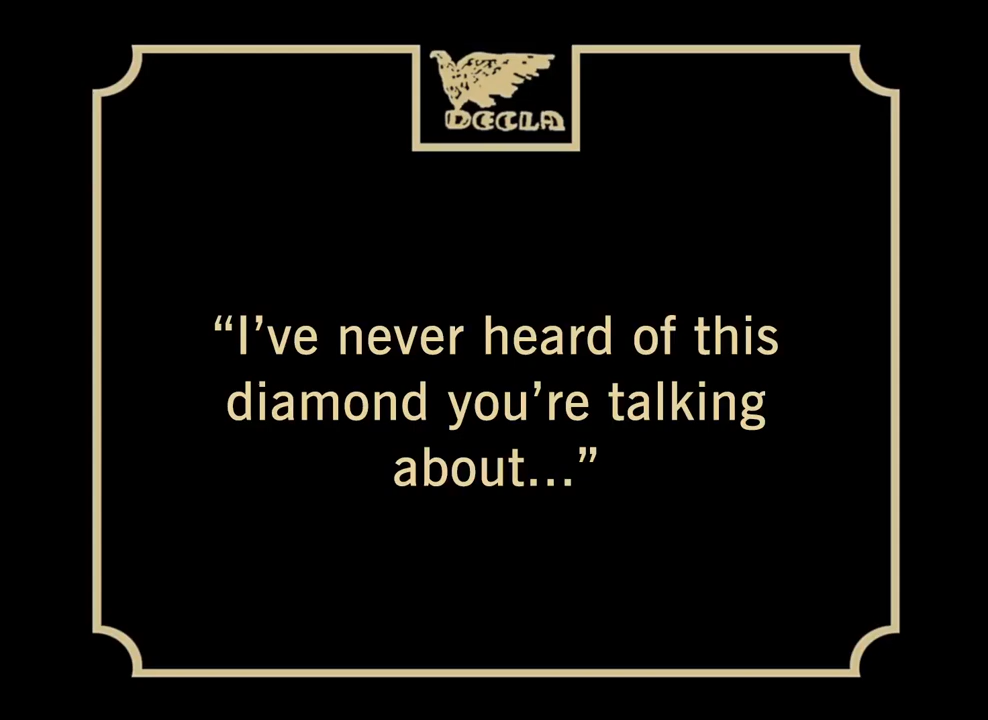 DECLA
“I’ve never heard of this
diamond you’re talking
about...”